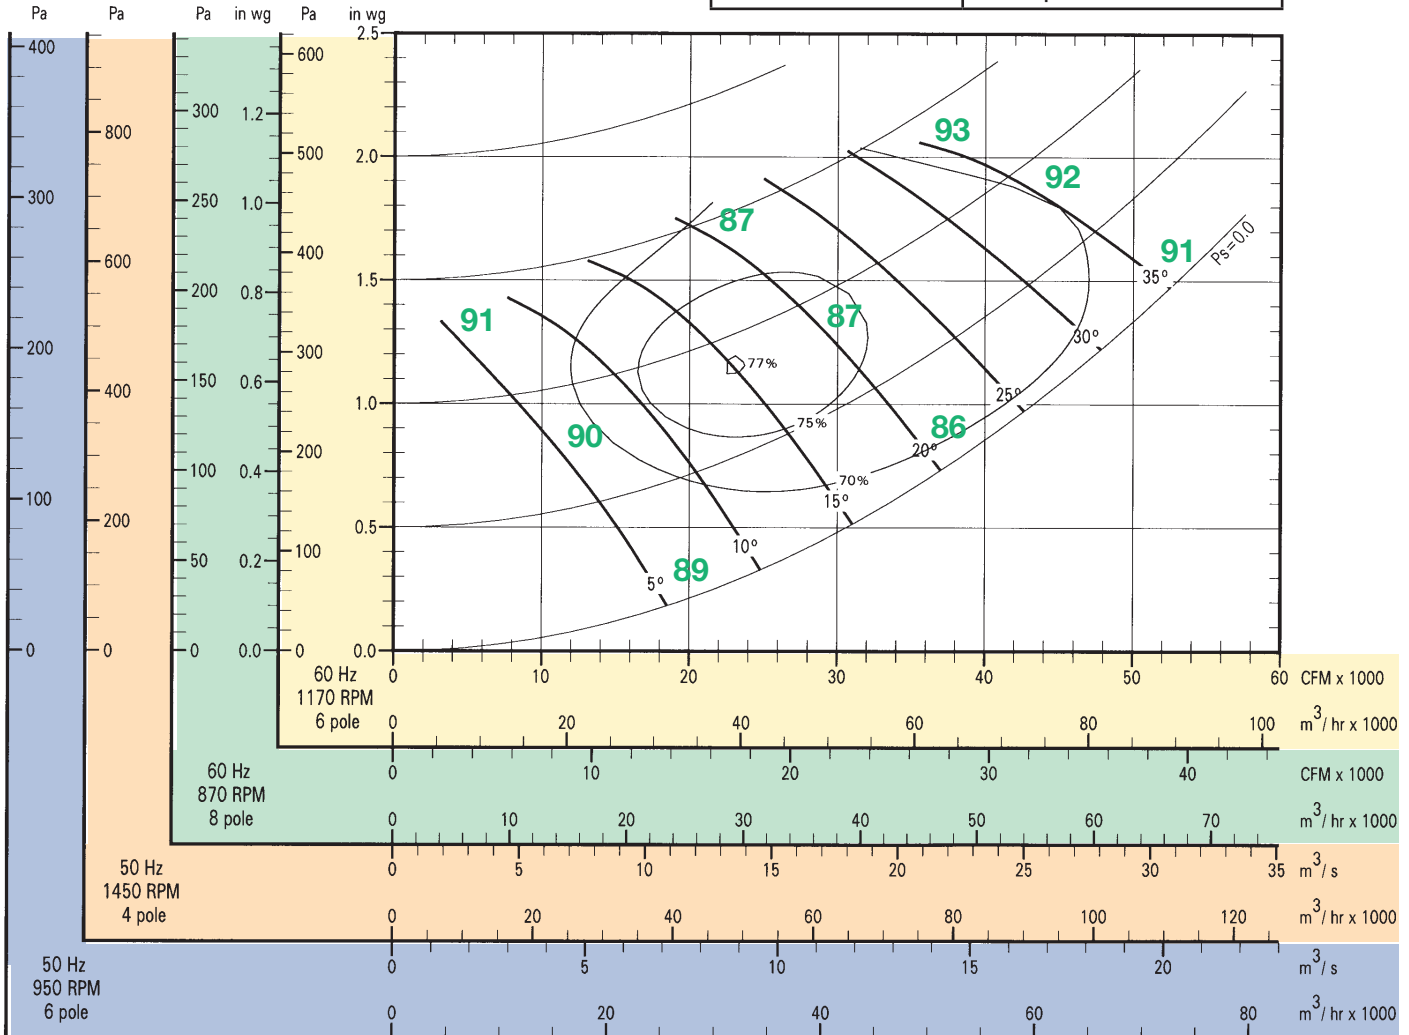 Pa Pa Pa in wg Pa in wg
400 2.5
600
93
300 1.2 800
500 2.0
92
300 250 1.0
87
400 91 Ps=0.0
600 1.5 35º
200 0.8
91 87
200 300 30º
77%
150 0.6 25º
400 1.0
75% 86
90 20º
200
100 0.4 70%
100 15º
200 0.5
100 10º
50 0.2 89
5º
0 0 0 0.0 0 0.0
0 10 20 30 40 50 60 CFM x 1000
60 Hz
1170 RPM
6 pole
0 20 40 60 80 100 m3/ hr x 1000
0 10 20 30 40 CFM x 1000
60 Hz
870 RPM
8 pole
0 10 20 30 40 50 60 70 m3/ hr x 1000
0 5 10 15 20 25 30 35 m3/ s
50 Hz
1450 RPM
4 pole
0 20 40 60 80 100 120 m3/ hr x 1000
0 5 10 15 20 m3/ s
50 Hz
950 RPM
6 pole
0 20 40 60 80 m3/ hr x 1000